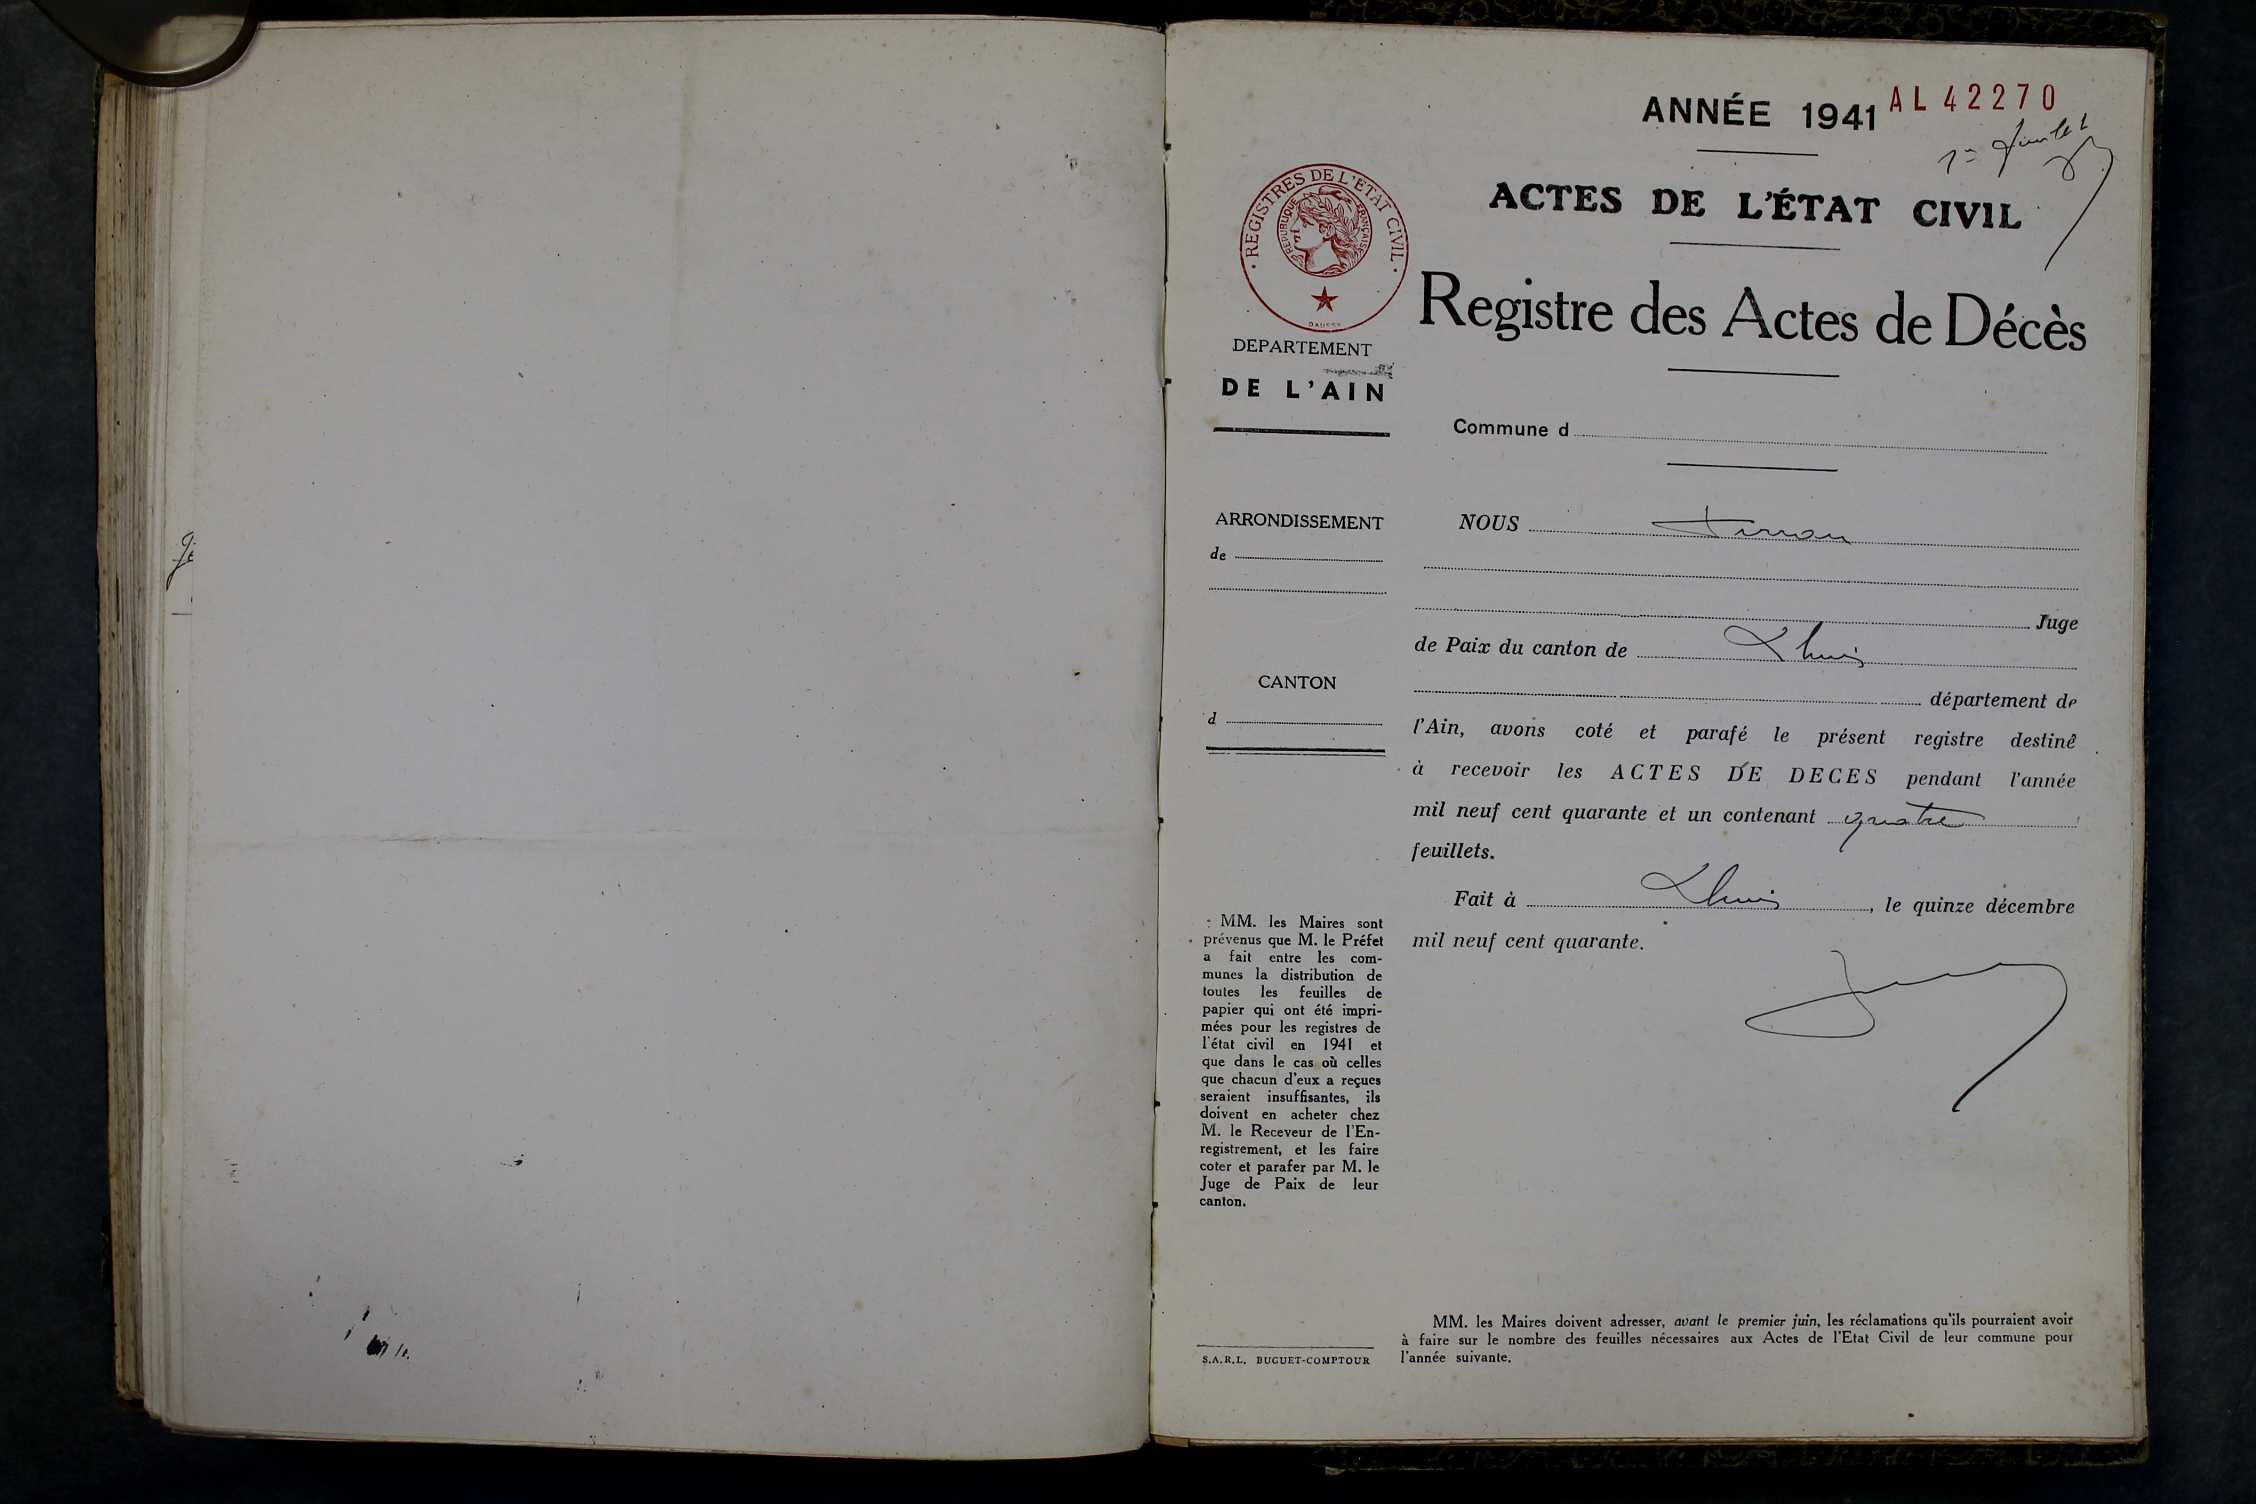 ANNÉE 1941
AL 42270
ACTES DE L'ÉTAT CIVIL
· REGISTRES DE L'ETAT CIVIL ·
REPUBLIQUE FRANÇAISE
Registre des Actes de Décès
DEPARTEMENT
DE L'AIN
Commune d
ARRONDISSEMENT
de
NOUS
Juge
de Paix du canton de Lhuis
CANTON
d
département de
l'Ain, avons coté et parafé le présent registre destiné
à recevoir les ACTES DE DECES pendant l'année
mil neuf cent quarante et un contenant quatre
feuillets.
Fait à Lhuis, le quinze décembre
mil neuf cent quarante.
MM. les Maires sont
prévenus que M. le Préfet
a fait entre les com-
munes la distribution de
toutes les feuilles de
papier qui ont été impri-
mées pour les registres de
l'état civil en 1941 et
que dans le cas où celles
que chacun d'eux a reçues
seraient insuffisantes, ils
doivent en acheter chez
M. le Receveur de l'En-
registrement, et les faire
coter et parafer par M. le
Juge de Paix de leur
canton.
S.A.R.L. BUGUET-COMPTOUR
MM. les Maires doivent adresser, avant le premier juin, les réclamations qu'ils pourraient avoir
à faire sur le nombre des feuilles nécessaires aux Actes de l'Etat Civil de leur commune pour
l'année suivante.